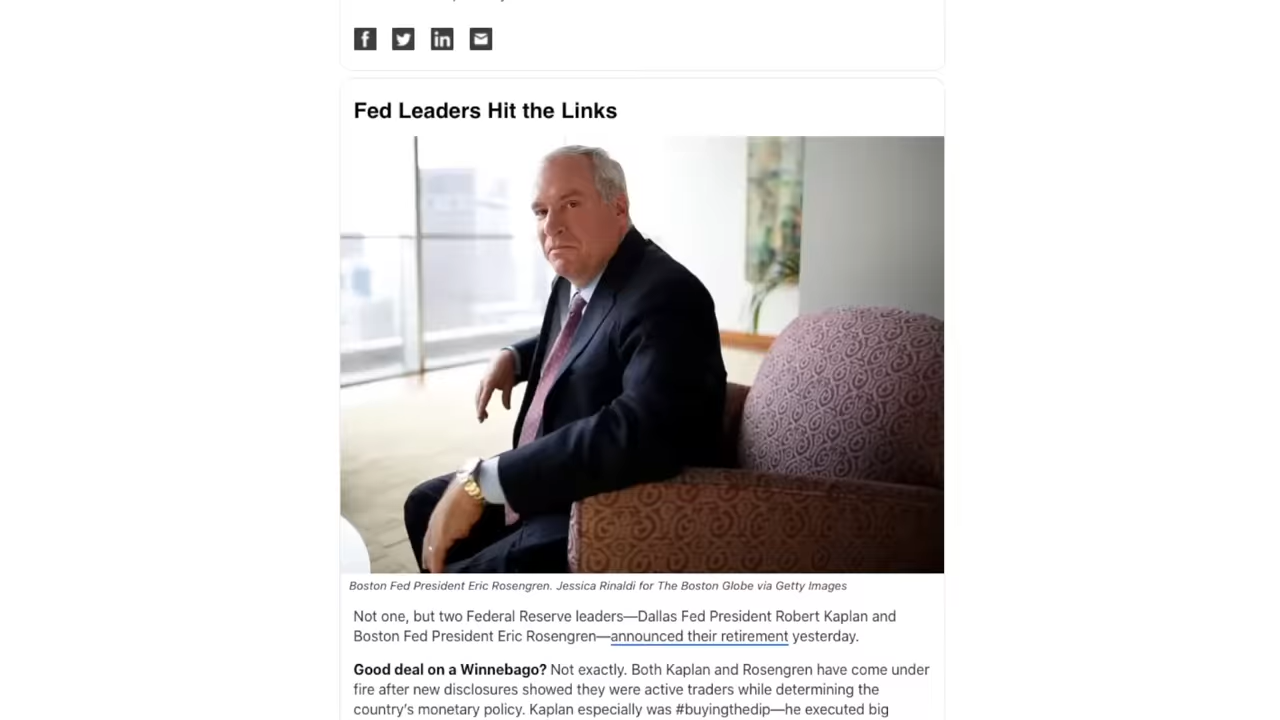 Fed Leaders Hit the Links
Boston Fed President Eric Rosengren. Jessica Rinaldi for The Boston Globe via Getty Images
Not one, but two Federal Reserve leaders—Dallas Fed President Robert Kaplan and
Boston Fed President Eric Rosengren—announced their retirement yesterday.
Good deal on a Winnebago? Not exactly. Both Kaplan and Rosengren have come under
fire after new disclosures showed they were active traders while determining the
country's monetary policy. Kaplan especially was #buyingthedip—he executed big